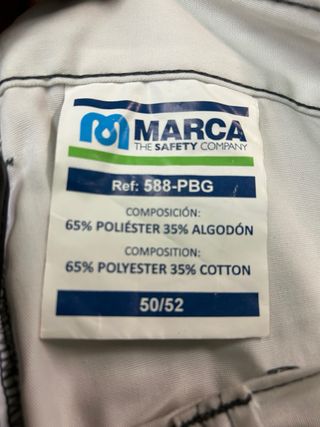 MARCA
THE SAFETY COMPANY
Ref: 588-PBG
COMPOSICIÓN:
65% POLIÉSTER 35% ALGODÓN
COMPOSITION:
65% POLYESTER 35% COTTON
50/52